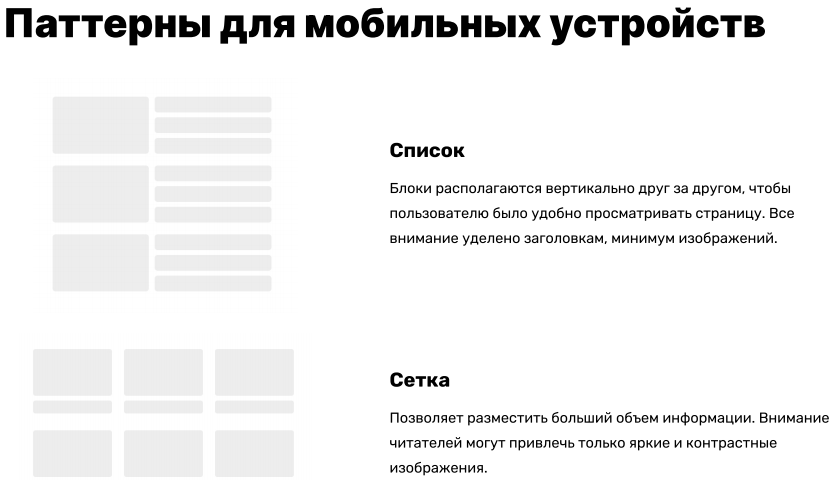 Паттерны для мобильных устройств
Список
Блоки располагаются вертикально друг за другом, чтобы
пользователю было удобно просматривать страницу. Все
внимание уделено заголовкам, минимум изображений.
Сетка
Позволяет разместить больший объем информации. Внимание
читателей могут привлечь только яркие и контрастные
изображения.